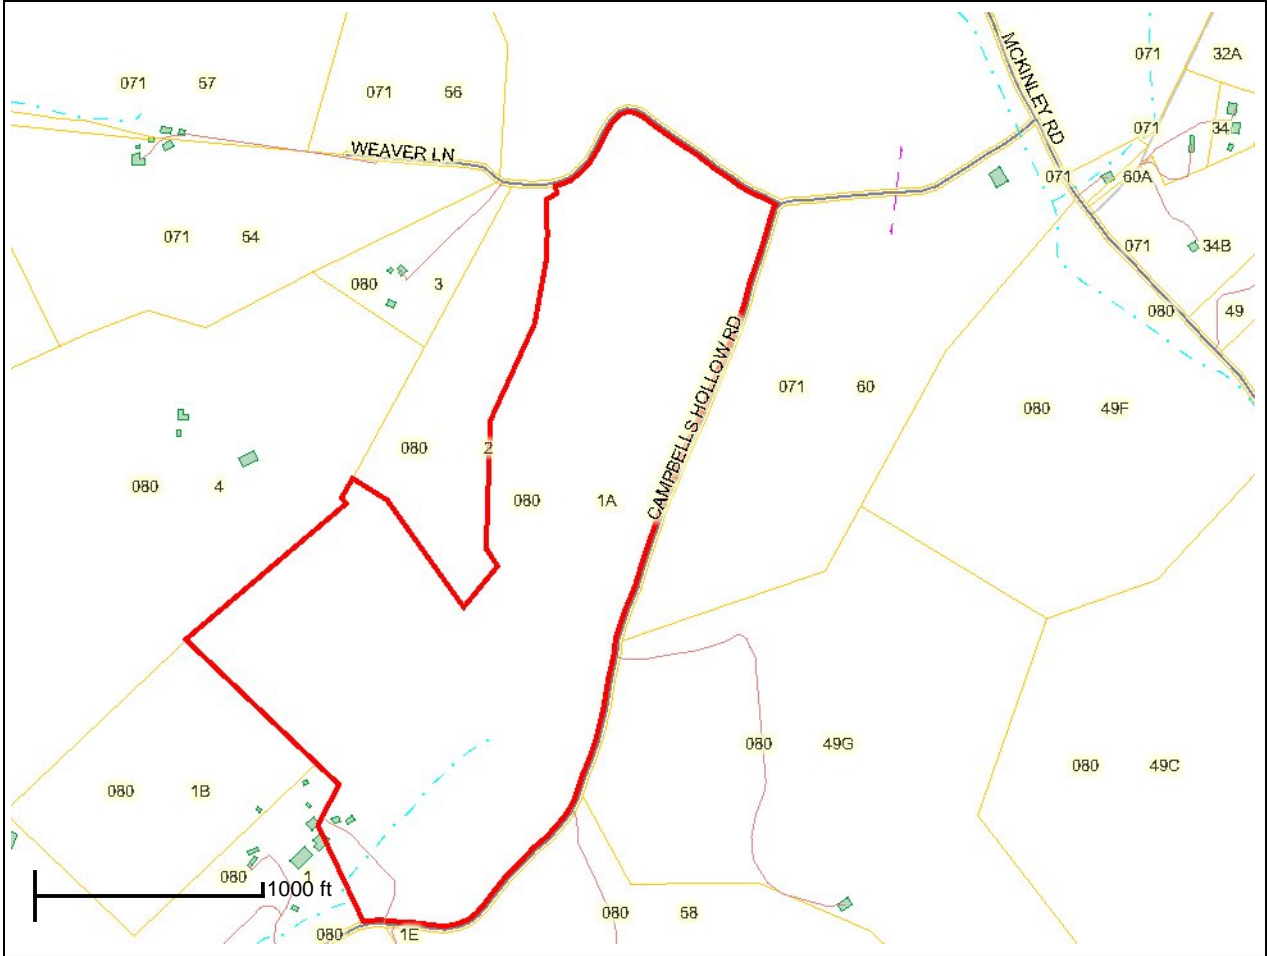 071 57
071 56
071 32A
MCKINLEY RD
071 34
WEAVER LN
071 60A
071 54
071 34B
080 3
080 49
CAMPBELLS HOLLOW RD
071 60
080 49F
080 2
080 4
080 1A
080 49G
080 49C
080 1B
080 1
1000 ft
080 58
080 1E